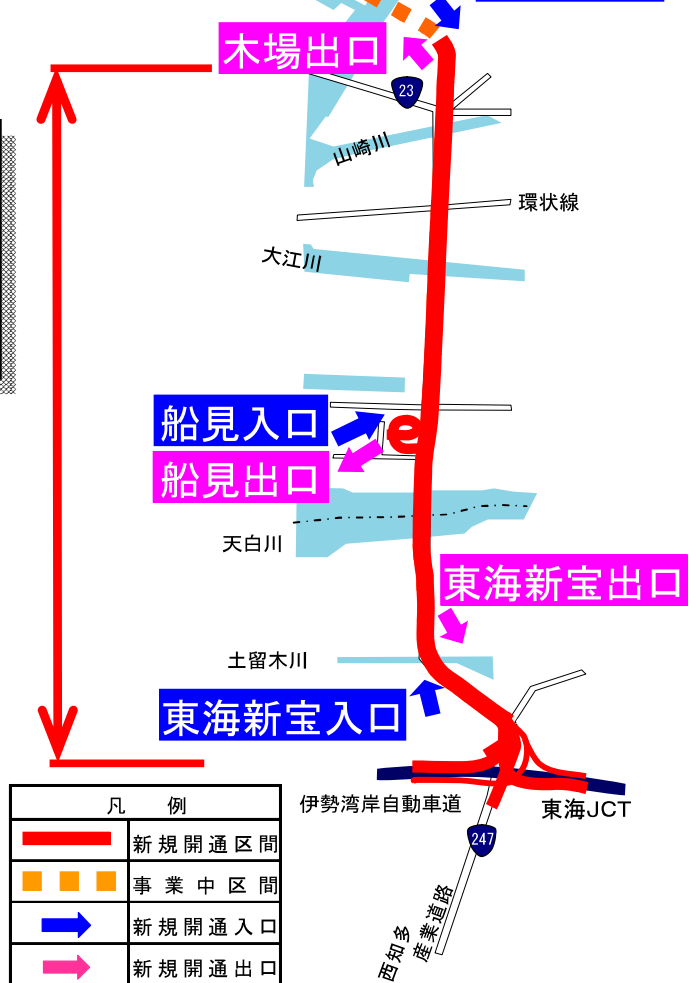 木場出口
23
山崎川
環状線
大江川
船見入口
船見出口
天白川
東海新宝出口
土留木川
東海新宝入口
伊勢湾岸自動車道
東海JCT
247
西知多
産業道路
凡　例
新規開通区間
事業中区間
新規開通入口
新規開通出口